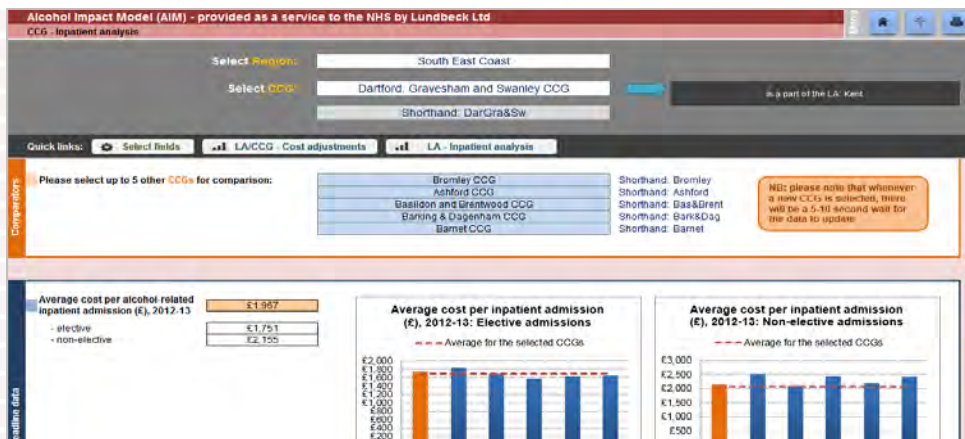 Alcohol Impact Model (AIM) - provided as a service to the NHS by Lundbeck Ltd
CCG - Inpatient analysis
Select Region: South East Coast
Select CCG: Dartford, Gravesham and Swanley CCG
is a part of the LA: Kent
Shorthand: DarGra&Sw
Quick links: Select fields LA/CCG - Cost adjustments LA - Inpatient analysis
Comparators
Please select up to 5 other CCGs for comparison:
Bromley CCG Shorthand: Bromley
Ashford CCG Shorthand: Ashford
Basildon and Brentwood CCG Shorthand: Bas&Brent
Barking & Dagenham CCG Shorthand: Bark&Dag
Barnet CCG Shorthand: Barnet
NB: please note that whenever
a new CCG is selected, there
will be a 5-10 second wait for
the data to update
Average cost per alcohol-related
inpatient admission (£), 2012-13 £1,967
- elective £1,751
- non-elective £2,155
Average cost per inpatient admission
(£), 2012-13: Elective admissions
Average for the selected CCGs
£2,000
£1,800
£1,600
£1,400
£1,200
£1,000
£800
£600
£400
£200
Average cost per inpatient admission
(£), 2012-13: Non-elective admissions
Average for the selected CCGs
£3,000
£2,500
£2,000
£1,500
£1,000
£500